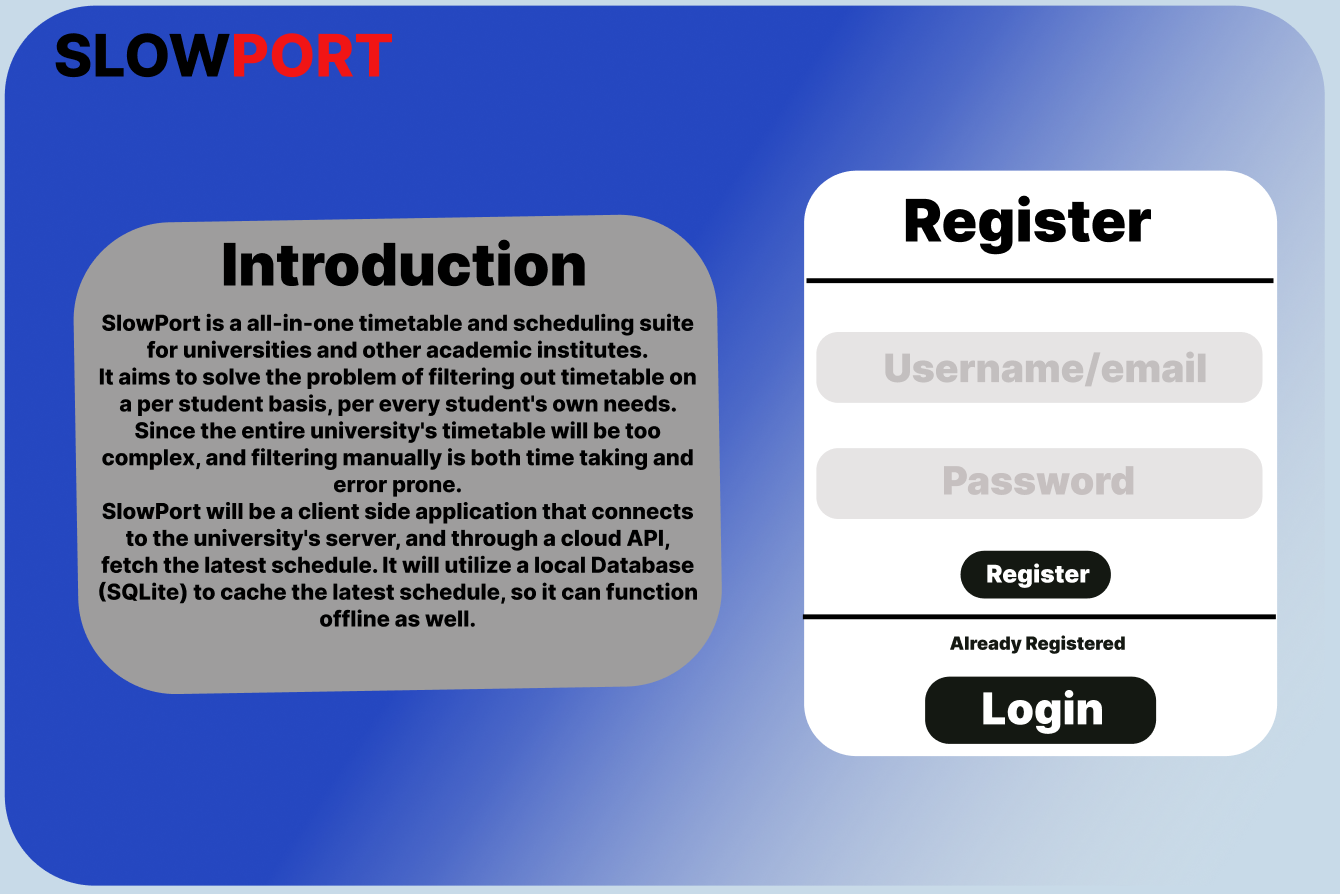 SLOWPORT
Introduction
SlowPort is a all-in-one timetable and scheduling suite
for universities and other academic institutes.
It aims to solve the problem of filtering out timetable on
a per student basis, per every student's own needs.
Since the entire university's timetable will be too
complex, and filtering manually is both time taking and
error prone.
SlowPort will be a client side application that connects
to the university's server, and through a cloud API,
fetch the latest schedule. It will utilize a local Database
(SQLite) to cache the latest schedule, so it can function
offline as well.
Register
Username/email
Password
Register
Already Registered
Login